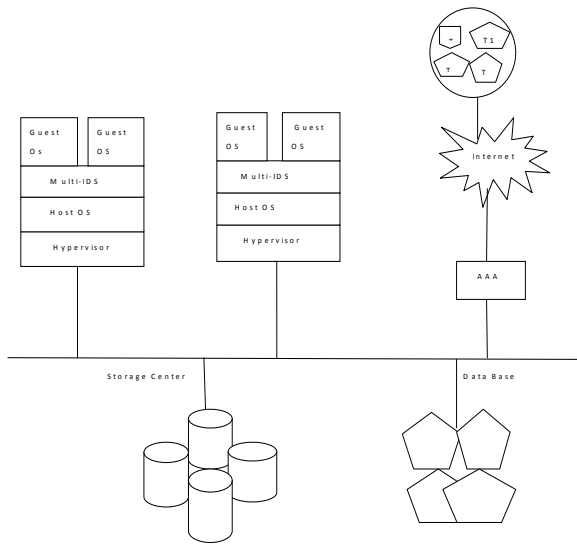 T1
T
T
Guest
Os
Guest
Guest
OS
Guest
OS
Internet
Multi-IDS
Multi-IDS
Host OS
Host OS
Hypervisor
Hypervisor
AAA
Storage Center
Data Base